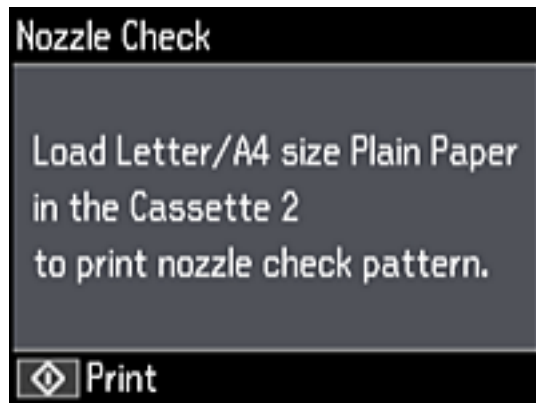 Nozzle Check
Load Letter/A4 size Plain Paper
in the Cassette 2
to print nozzle check pattern.
Print